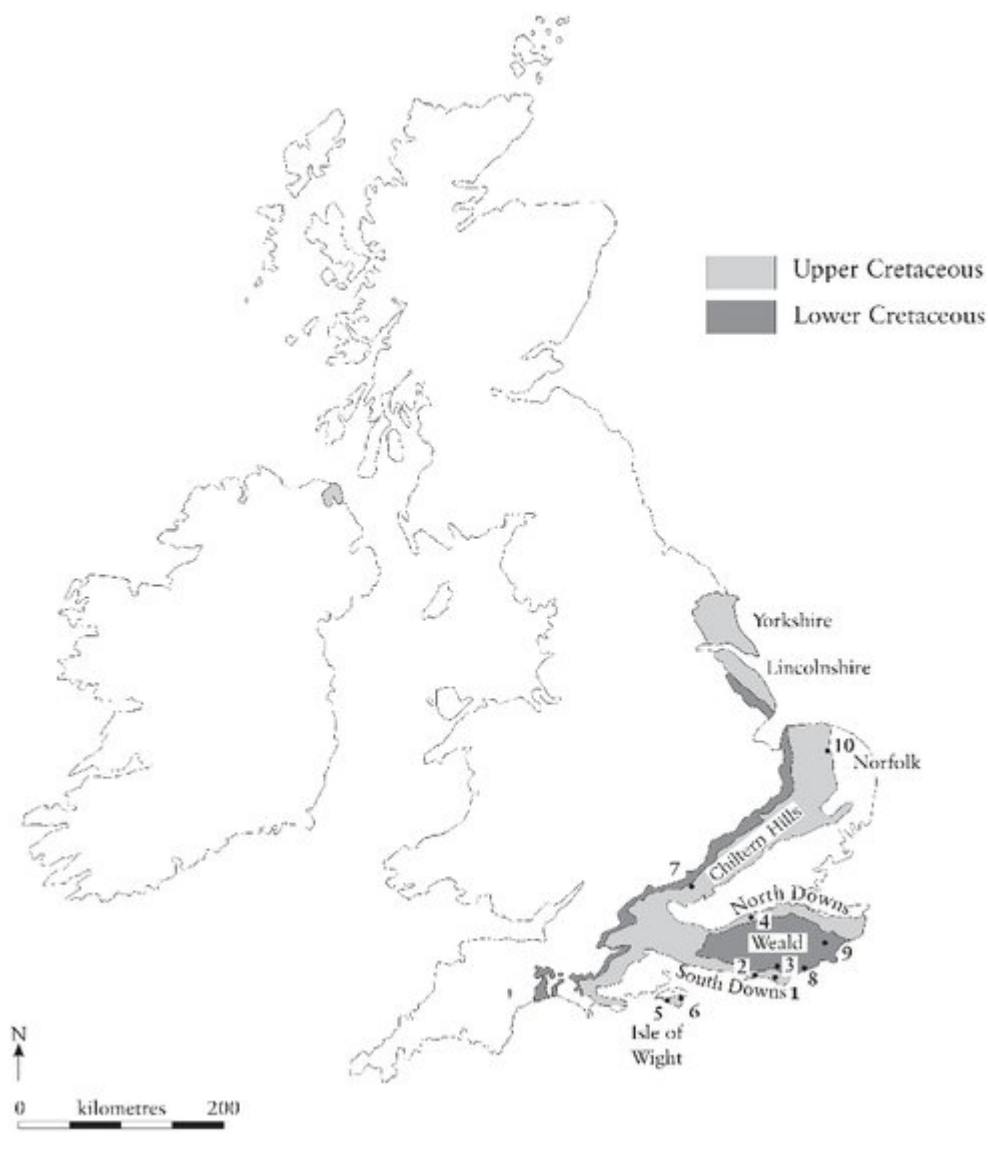 Upper Cretaceous
Lower Cretaceous
Yorkshire
Lincolnshire
10
Norfolk
Chiltern Hills
7
North Downs
4
Weald
9
2
3
8
South Downs
1
5
6
Isle of
Wight
N
0 kilometres 200